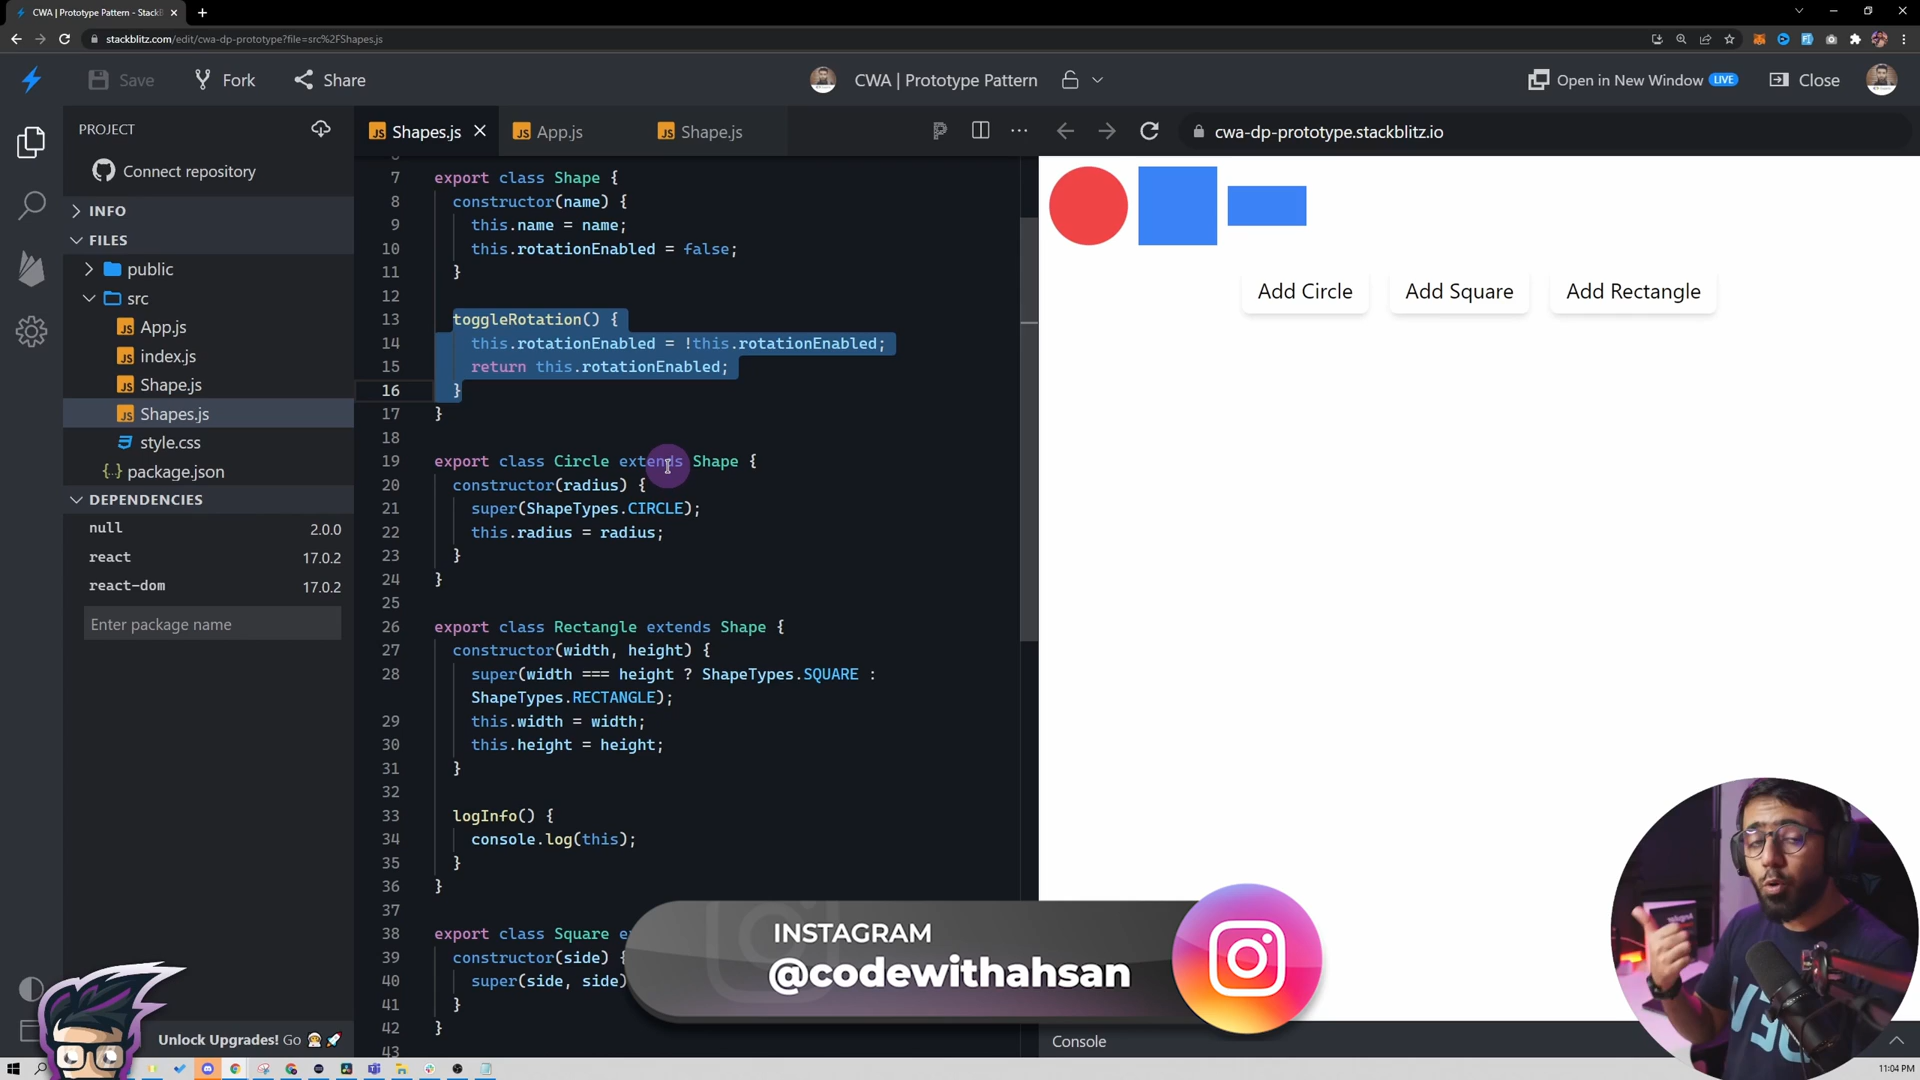 CWA | Prototype Pattern - StackBl
stackblitz.com/edit/cwa-dp-prototype?file=src%2FShapes.js
Save
Fork
Share
CWA | Prototype Pattern
Open in New Window
LIVE
Close
PROJECT
Connect repository
INFO
FILES
public
src
App.js
index.js
Shape.js
Shapes.js
style.css
package.json
DEPENDENCIES
null 2.0.0
react 17.0.2
react-dom 17.0.2
Enter package name
Unlock Upgrades! Go
Shapes.js
App.js
Shape.js
7 export class Shape {
8 constructor(name) {
9 this.name = name;
10 this.rotationEnabled = false;
11 }
12
13 toggleRotation() {
14 this.rotationEnabled = !this.rotationEnabled;
15 return this.rotationEnabled;
16 }
17 }
18
19 export class Circle extends Shape {
20 constructor(radius) {
21 super(ShapeTypes.CIRCLE);
22 this.radius = radius;
23 }
24 }
25
26 export class Rectangle extends Shape {
27 constructor(width, height) {
28 super(width === height ? ShapeTypes.SQUARE :
ShapeTypes.RECTANGLE);
29 this.width = width;
30 this.height = height;
31 }
32
33 logInfo() {
34 console.log(this);
35 }
36 }
37
38 export class Square e
39 constructor(side) {
40 super(side, side)
41 }
42 }
43
cwa-dp-prototype.stackblitz.io
Add Circle
Add Square
Add Rectangle
INSTAGRAM
@codewithahsan
Console
11:04 PM